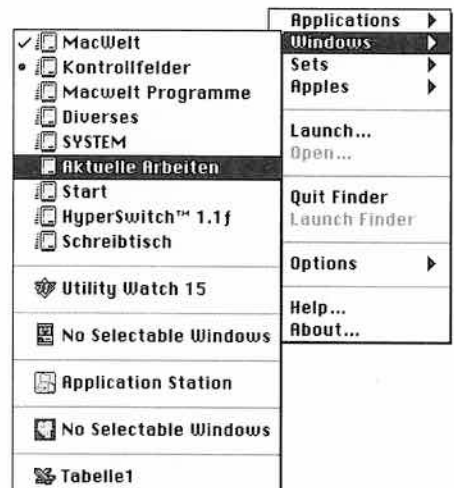 Applications
Windows
Sets
Apples
Launch...
Open...
Quit Finder
Launch Finder
Options
Help...
About...
MacWelt
Kontrollfelder
Macwelt Programme
Diverses
SYSTEM
Aktuelle Arbeiten
Start
HyperSwitch™ 1.1ƒ
Schreibtisch
Utility Watch 15
No Selectable Windows
Application Station
No Selectable Windows
Tabelle1